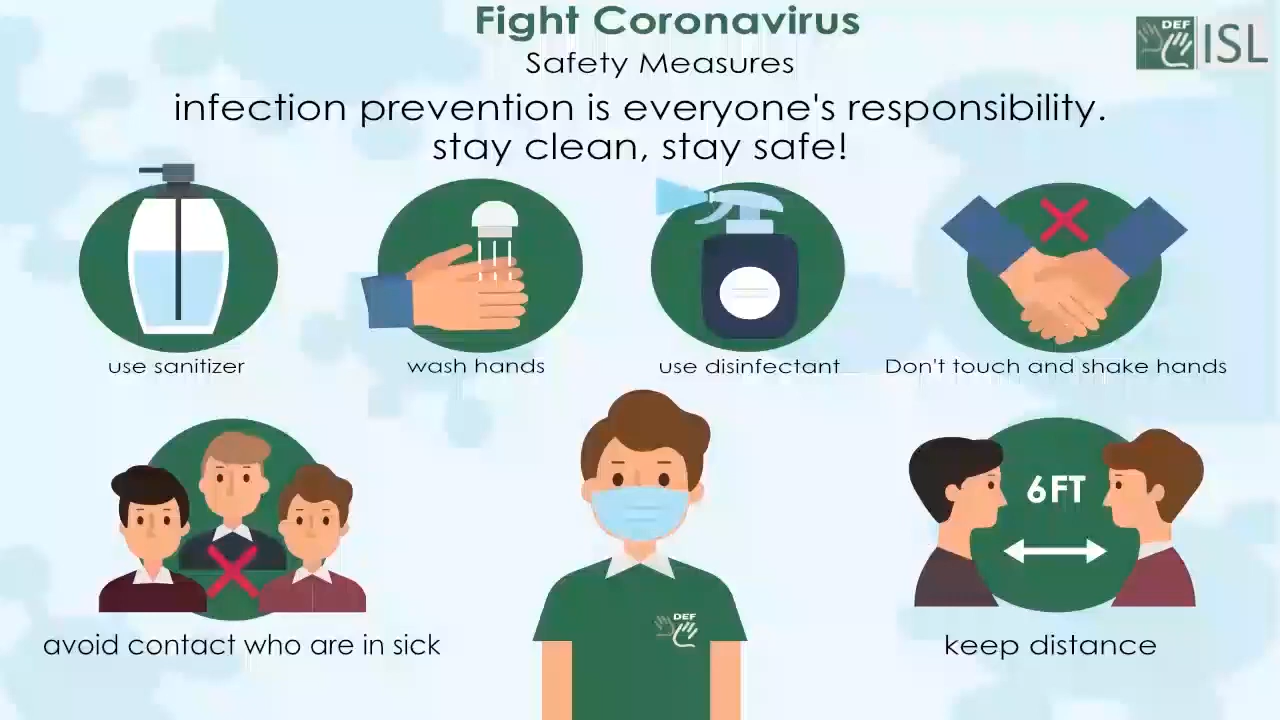 Fight Coronavirus
DEF
ISL
Safety Measures
infection prevention is everyone's responsibility.
stay clean, stay safe!
use sanitizer
wash hands
use disinfectant
Don't touch and shake hands
6FT
DEF
avoid contact who are in sick
keep distance